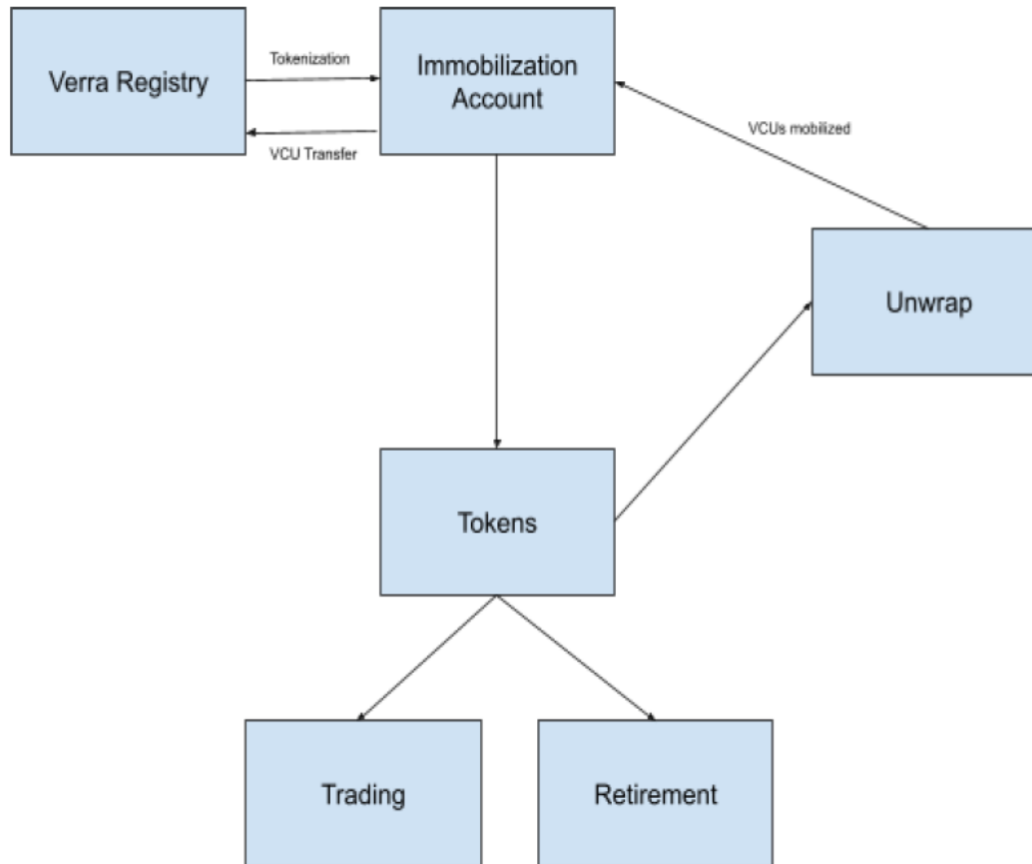 Verra Registry
Tokenization
VCU Transfer
Immobilization
Account
VCUs mobilized
Unwrap
Tokens
Trading
Retirement